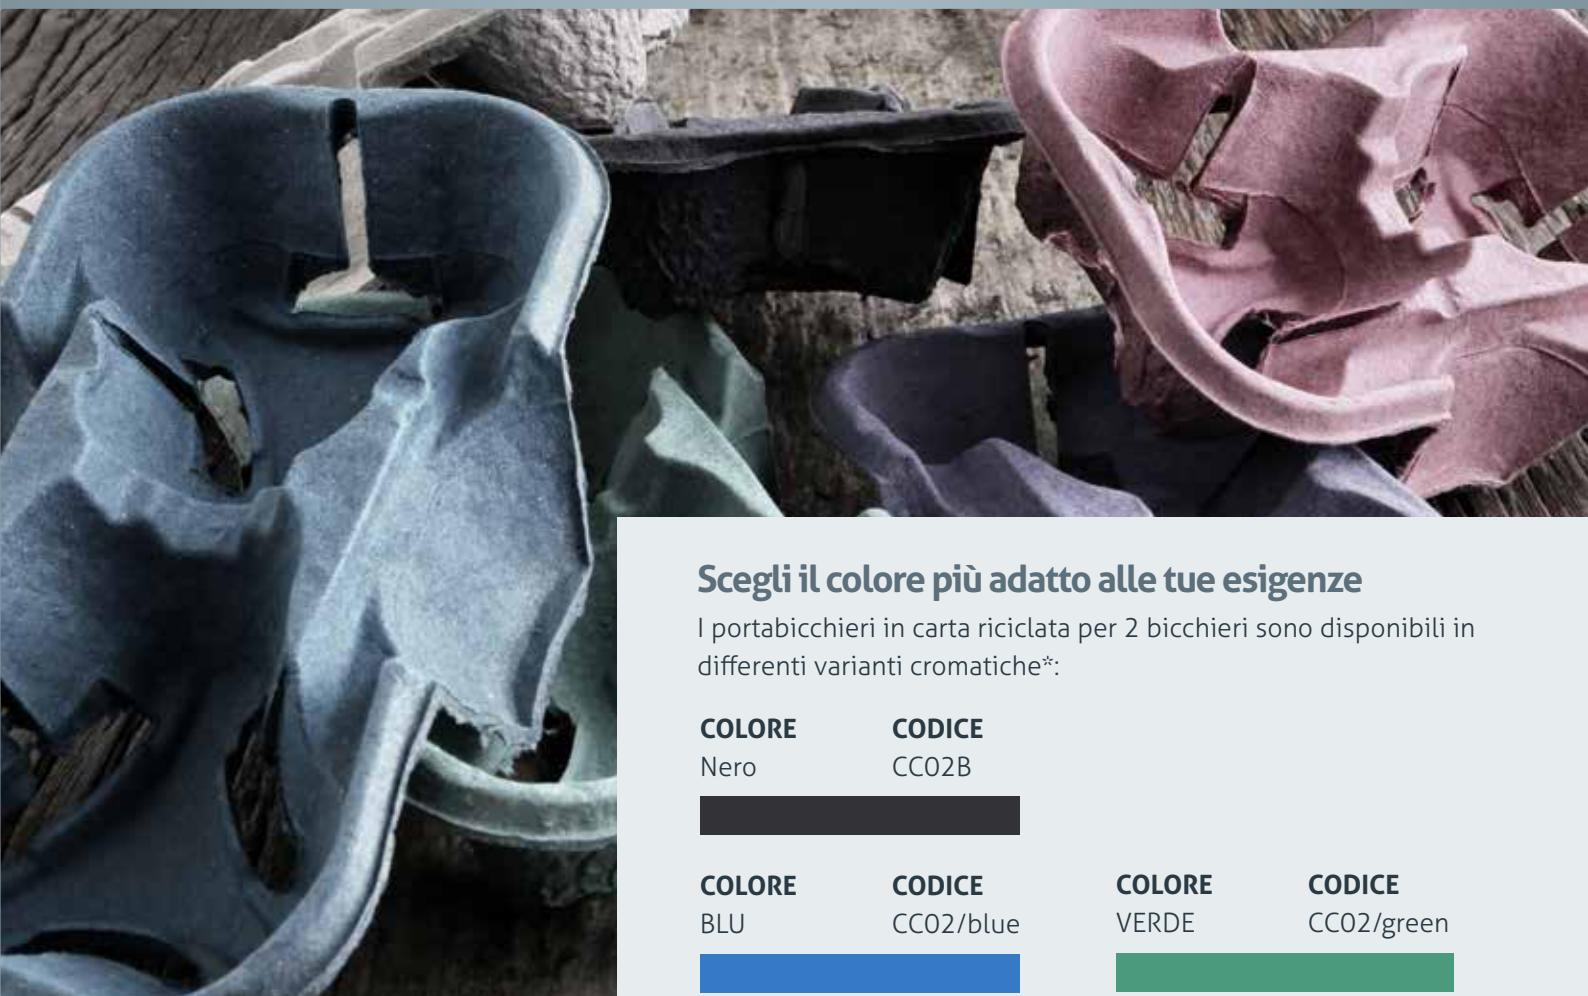 Scegli il colore più adatto alle tue esigenze
I portabicchieri in carta riciclata per 2 bicchieri sono disponibili in
differenti varianti cromatiche*:
COLORE CODICE
Nero CC02B
COLORE CODICE COLORE CODICE
BLU CC02/blue VERDE CC02/green